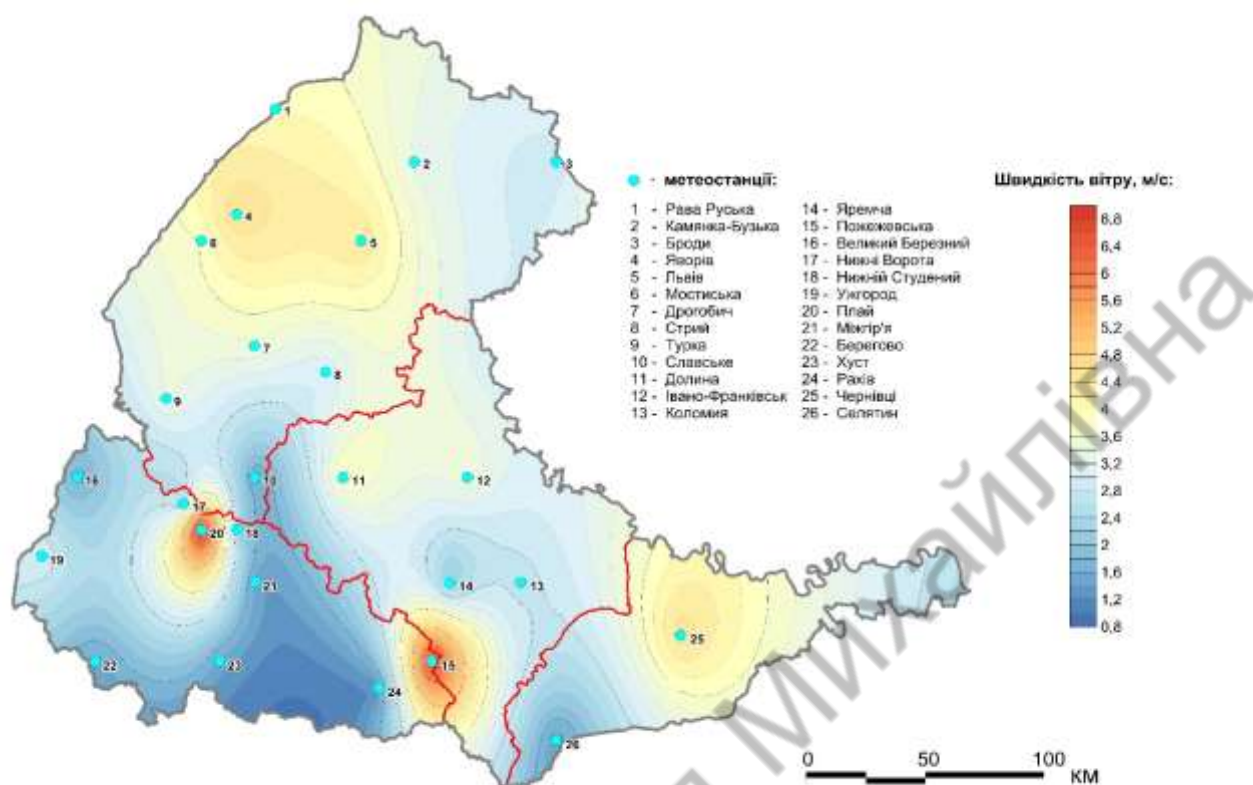 - метеостанції:
1 - Рава Руська
2 - Камянка-Бузька
3 - Броди
4 - Яворів
5 - Львів
6 - Мостиська
7 - Дрогобич
8 - Стрий
9 - Турка
10 - Славське
11 - Долина
12 - Івано-Франківськ
13 - Коломия
14 - Яремча
15 - Пожежевська
16 - Великий Березний
17 - Нижні Ворота
18 - Нижній Студений
19 - Ужгород
20 - Плай
21 - Міжгір'я
22 - Берегово
23 - Хуст
24 - Рахів
25 - Чернівці
26 - Селятин
Швидкість вітру, м/с:
6,8
6,4
6
5,6
5,2
4,8
4,4
4
3,6
3,2
2,8
2,4
2
1,6
1,2
0,8
1
2
3
4
6
5
7
8
9
16
10
11
12
17
20
18
19
21
14
13
25
22
23
24
15
26
0 50 100
КМ
Михайлівна